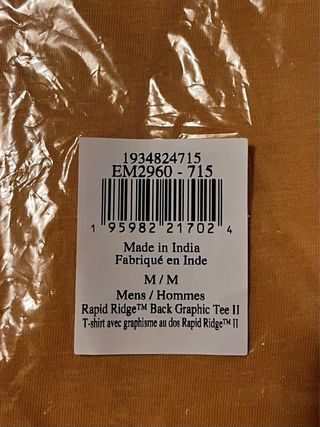 1934824715
EM2960 - 715
1 95982 21702 4
Made in India
Fabriqué en Inde
M / M
Mens / Hommes
Rapid Ridge™ Back Graphic Tee II
T-shirt avec graphisme au dos Rapid Ridge™ II